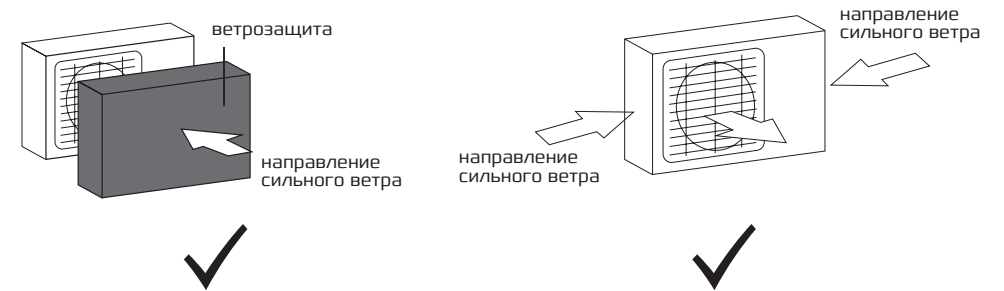 ветрозащита
направление
сильного ветра
направление
сильного ветра
направление
сильного ветра